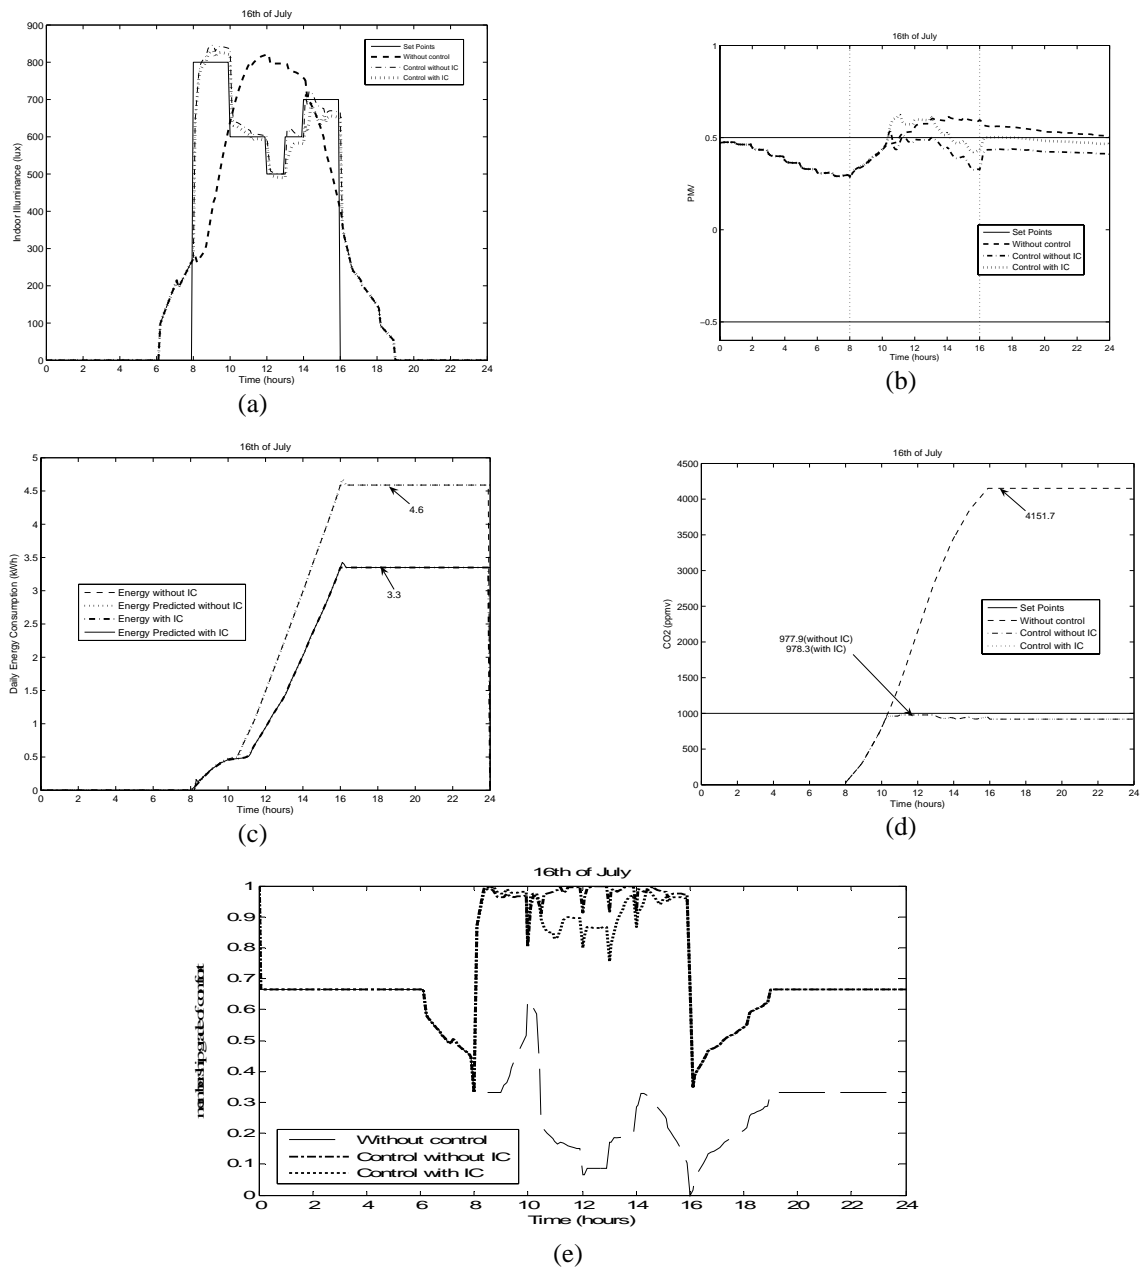 16th of July
900
800
700
600
500
400
300
200
100
0
Indoor Illuminance (lux)
Set Points
Without control
Control without IC
Control with IC
0 2 4 6 8 10 12 14 16 18 20 22 24
Time (hours)
(a)
16th of July
1
0.5
0
−0.5
PMV
Set Points
Without control
Control without IC
Control with IC
0 2 4 6 8 10 12 14 16 18 20 22 24
Time (hours)
(b)
16th of July
5
4.5
4
3.5
3
2.5
2
1.5
1
0.5
0
Daily Energy Consumption (kWh)
4.6
3.3
Energy without IC
Energy Predicted without IC
Energy with IC
Energy Predicted with IC
0 2 4 6 8 10 12 14 16 18 20 22 24
Time (hours)
(c)
16th of July
4500
4000
3500
3000
2500
2000
1500
1000
500
0
CO2 (ppmv)
4151.7
977.9(without IC)
978.3(with IC)
Set Points
Without control
Control without IC
Control with IC
0 2 4 6 8 10 12 14 16 18 20 22 24
Time (hours)
(d)
16th of July
1
0.9
0.8
0.7
0.6
0.5
0.4
0.3
0.2
0.1
0
membership grade of comfort
Without control
Control without IC
Control with IC
0 2 4 6 8 10 12 14 16 18 20 22 24
Time (hours)
(e)